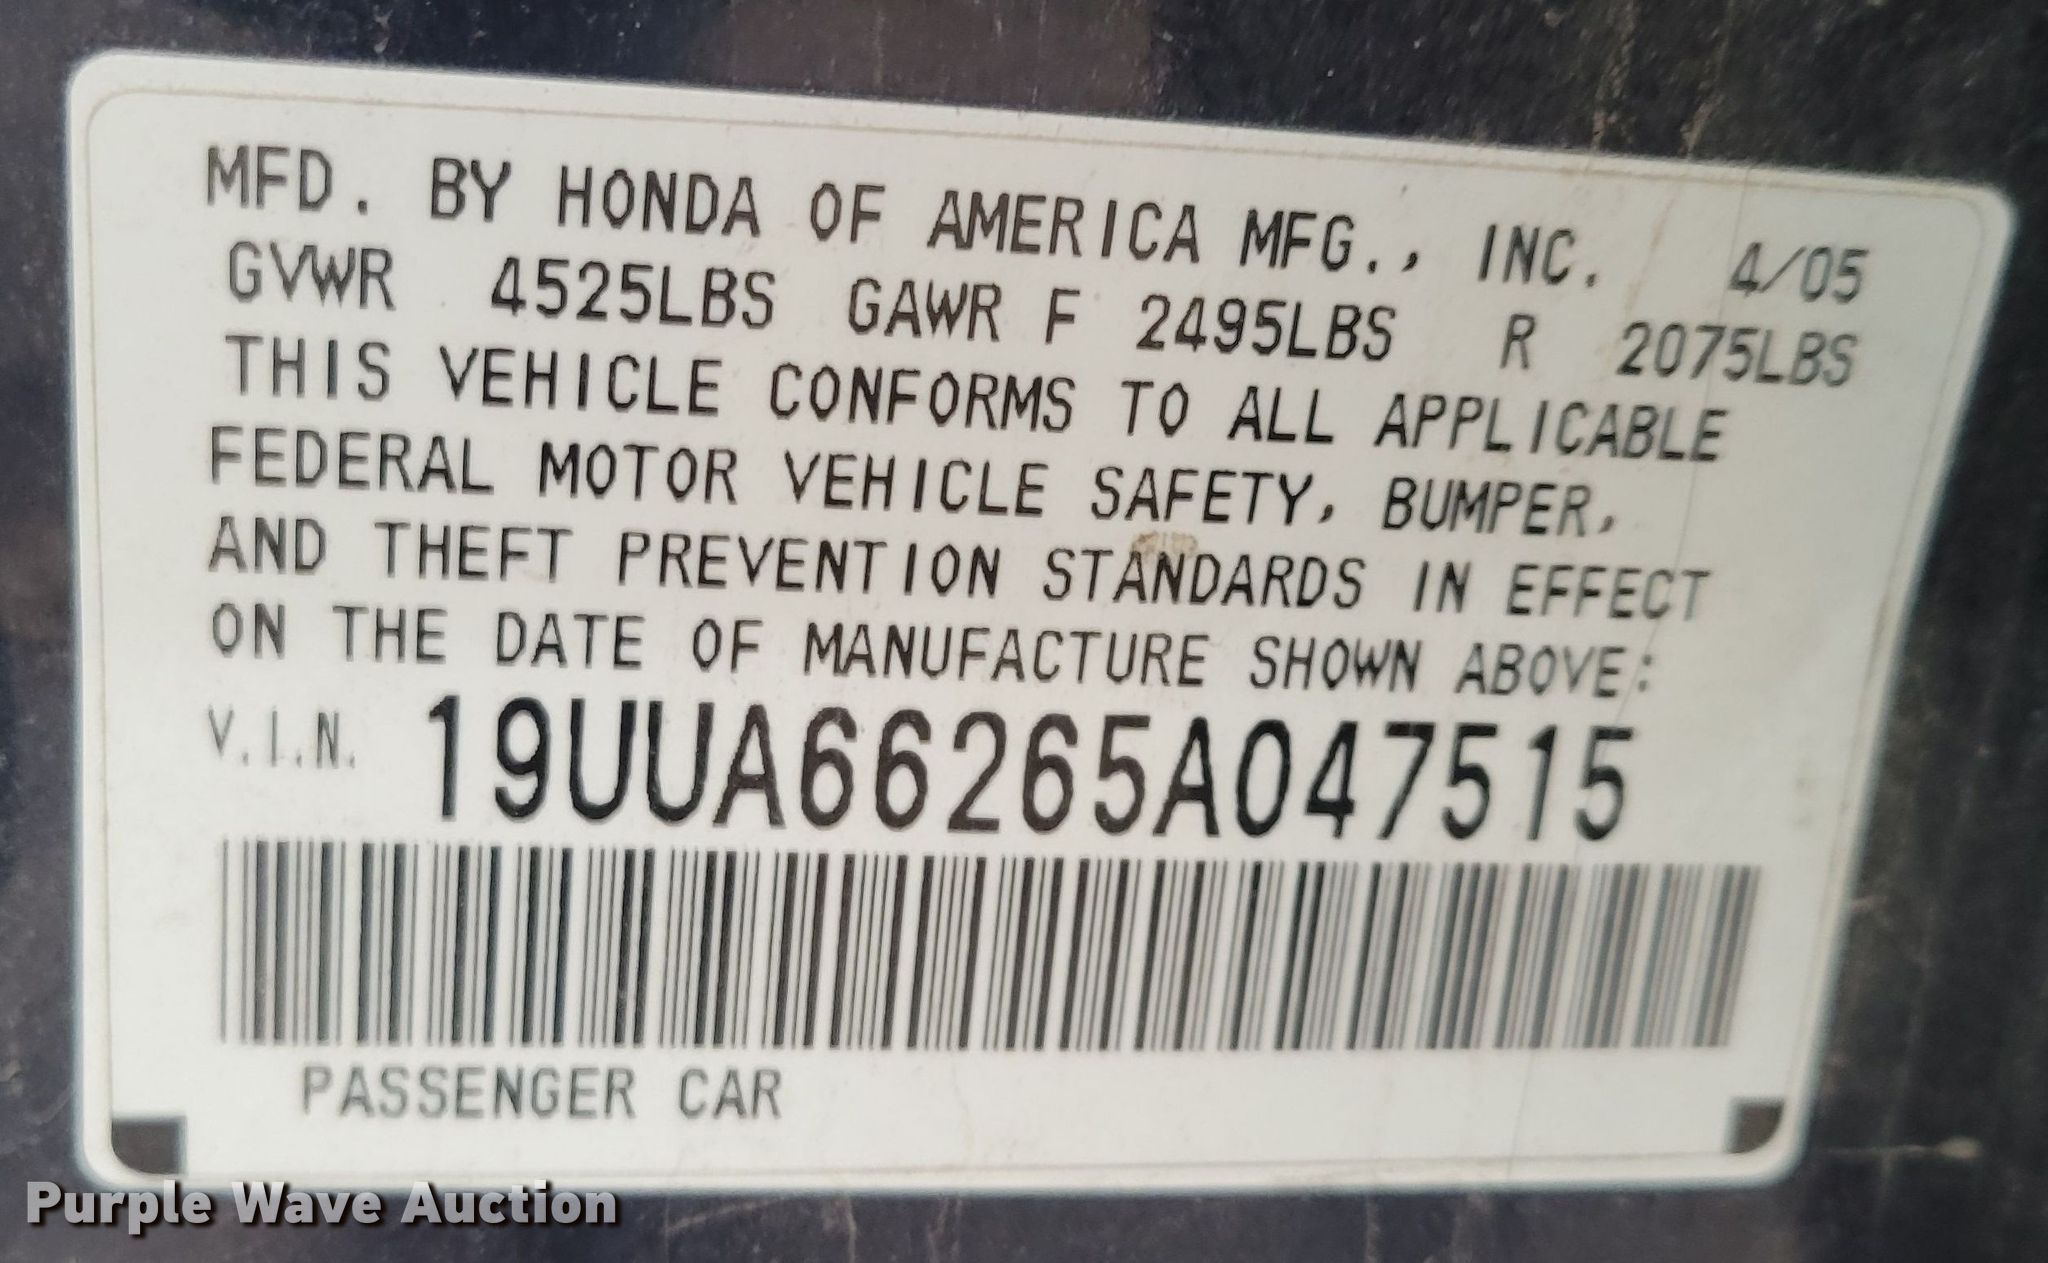 MFD. BY HONDA OF AMERICA MFG., INC. 4/05
GVWR 4525LBS GAWR F 2495LBS R 2075LBS
THIS VEHICLE CONFORMS TO ALL APPLICABLE
FEDERAL MOTOR VEHICLE SAFETY, BUMPER,
AND THEFT PREVENTION STANDARDS IN EFFECT
ON THE DATE OF MANUFACTURE SHOWN ABOVE:
V.I.N. 19UUA66265A047515
PASSENGER CAR
Purple Wave Auction